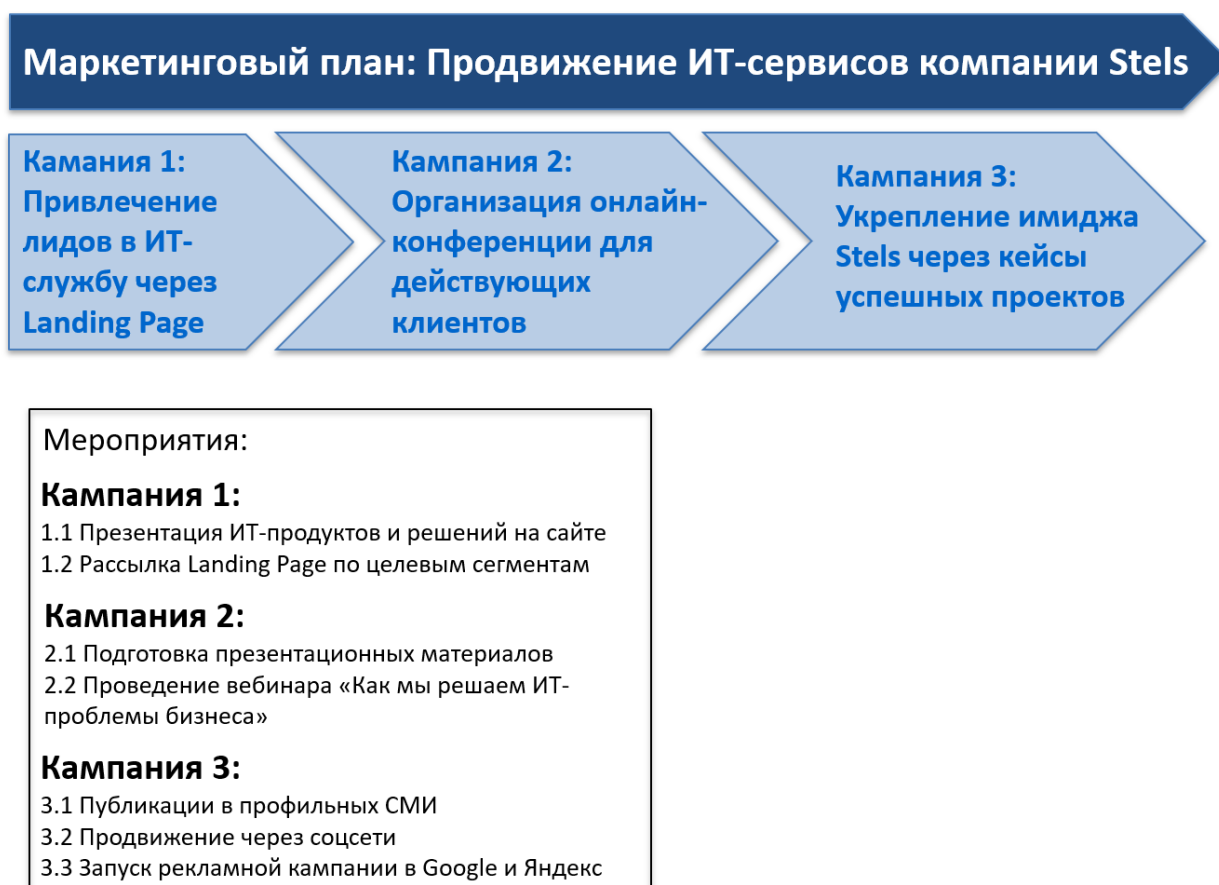 Маркетинговый план: Продвижение ИТ-сервисов компании Stels
Камания 1:
Привлечение
лидов в ИТ-
службу через
Landing Page
Кампания 2:
Организация онлайн-
конференции для
действующих
клиентов
Кампания 3:
Укрепление имиджа
Stels через кейсы
успешных проектов
Мероприятия:
Кампания 1:
1.1 Презентация ИТ-продуктов и решений на сайте
1.2 Рассылка Landing Page по целевым сегментам
Кампания 2:
2.1 Подготовка презентационных материалов
2.2 Проведение вебинара «Как мы решаем ИТ-
проблемы бизнеса»
Кампания 3:
3.1 Публикации в профильных СМИ
3.2 Продвижение через соцсети
3.3 Запуск рекламной кампании в Google и Яндекс